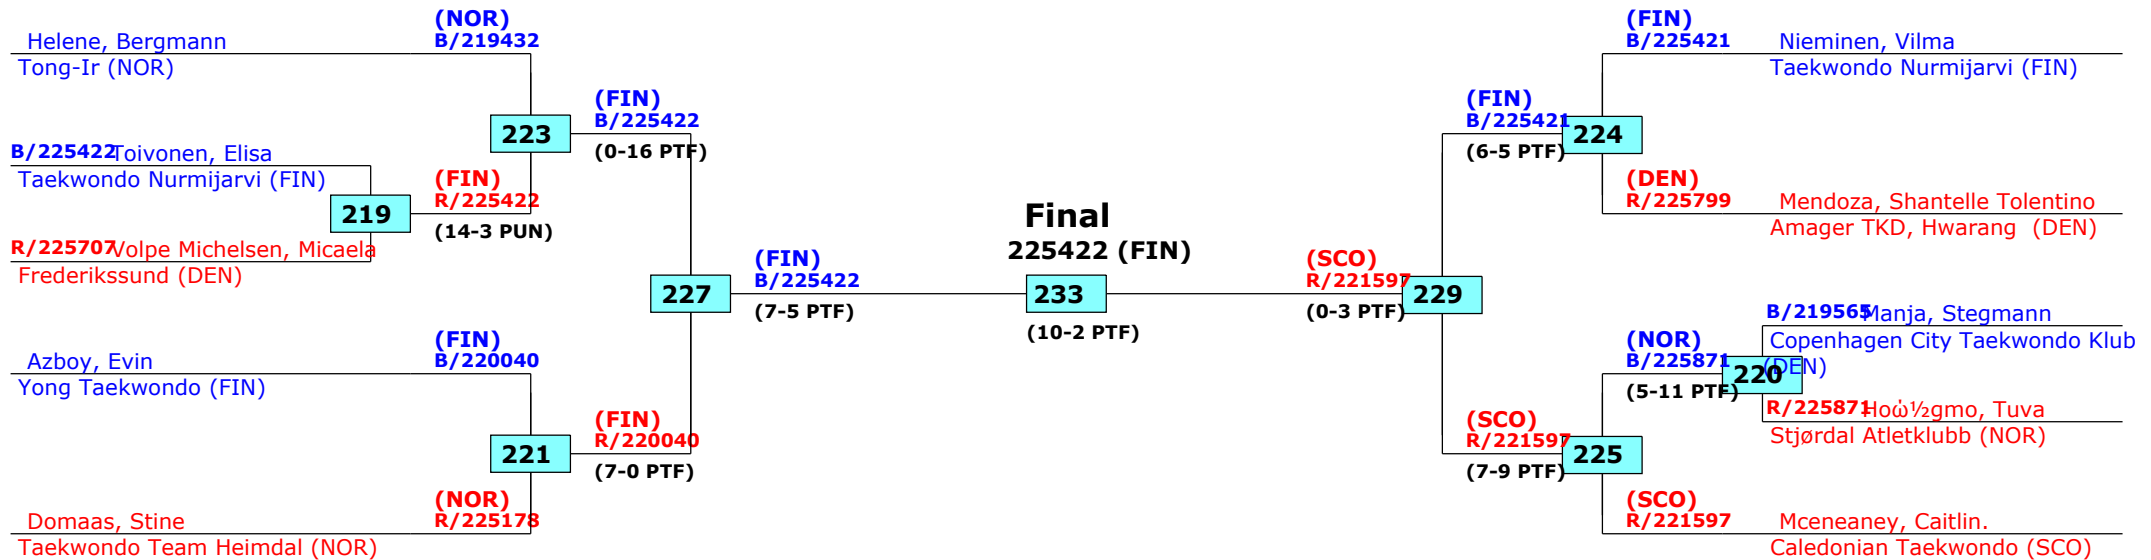 (NOR)
B/219432
Helene, Bergmann
Tong-Ir (NOR)
B/225422 Toivonen, Elisa
Taekwondo Nurmijarvi (FIN)
219
R/225707 Volpe Michelsen, Micaela
Frederikssund (DEN)
(FIN)
R/225422
(14-3 PUN)
223
(FIN)
B/225422
(0-16 PTF)
(FIN)
B/220040
Azboy, Evin
Yong Taekwondo (FIN)
221
(NOR)
R/225178
Domaas, Stine
Taekwondo Team Heimdal (NOR)
(FIN)
R/220040
(7-0 PTF)
227
(FIN)
B/225422
(7-5 PTF)
Final
225422 (FIN)
233
(10-2 PTF)
(SCO)
R/221597
(0-3 PTF)
229
(FIN)
B/225421
(6-5 PTF)
224
(FIN)
B/225421
Nieminen, Vilma
Taekwondo Nurmijarvi (FIN)
(DEN)
R/225799
Mendoza, Shantelle Tolentino
Amager TKD, Hwarang (DEN)
(SCO)
R/221597
(7-9 PTF)
225
(NOR)
B/225871
(5-11 PTF)
220
B/219565 Manja, Stegmann
Copenhagen City Taekwondo Klub
(DEN)
R/225871 Hoώ½gmo, Tuva
Stjørdal Atletklubb (NOR)
(SCO)
R/221597
Mceneaney, Caitlin.
Caledonian Taekwondo (SCO)